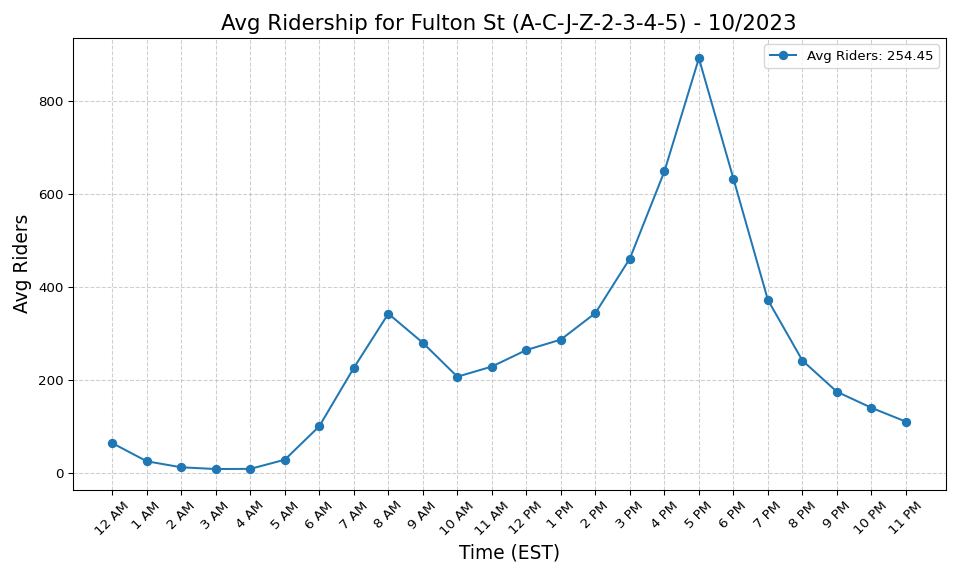 Avg Ridership for Fulton St (A-C-J-Z-2-3-4-5) - 10/2023
Avg Riders: 254.45
Avg Riders
800
600
400
200
0
12 AM
1 AM
2 AM
3 AM
4 AM
5 AM
6 AM
7 AM
8 AM
9 AM
10 AM
11 AM
12 PM
1 PM
2 PM
3 PM
4 PM
5 PM
6 PM
7 PM
8 PM
9 PM
10 PM
11 PM
Time (EST)